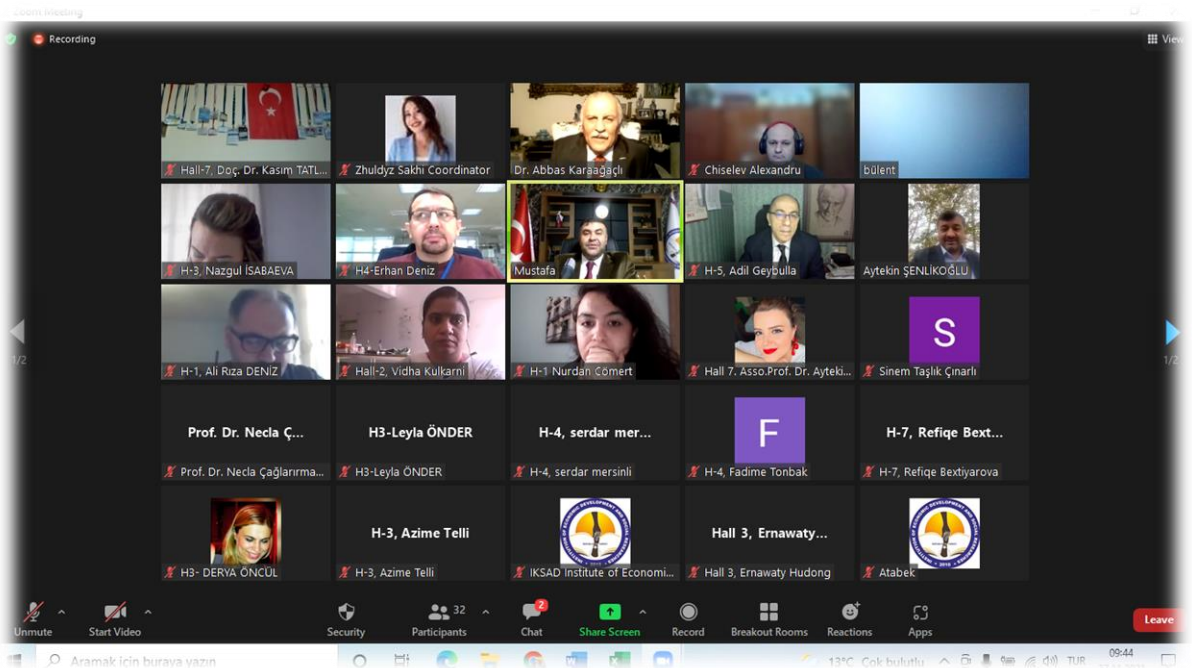 Zoom Meeting
Recording
View
Hall-7, Doç. Dr. Kasım TATL...
Zhuldyz Sakhı Coordinator
Dr. Abbas Karaağaçlı
Chiselev Alexandru
bülent
H-3, Nazgul İSABAEVA
H4-Erhan Deniz
Mustafa
H-5, Adil Geybulla
Aytekin ŞENLİKOĞLU
H-1, Ali Rıza DENİZ
Hall-2, Vidha Kulkarni
H-1 Nurdan Cömert
Hall 7. Asso.Prof. Dr. Ayteki...
S
Sinem Taşlık Çınarlı
1/2
1/2
Prof. Dr. Necla Ç...
H3-Leyla ÖNDER
H-4, serdar mer...
F
H-7, Refiqe Bext...
Prof. Dr. Necla Çağlarırma...
H3-Leyla ÖNDER
H-4, serdar mersinli
H-4, Fadime Tonbak
H-7, Refiqe Bextiyarova
H-3, Azime Telli
Hall 3, Ernawaty...
H3- DERYA ÖNCÜL
H-3, Azime Telli
IKSAD Institute of Economi...
Hall 3, Ernawaty Hudong
Atabek
32
2
Unmute
Start Video
Security
Participants
Chat
Share Screen
Record
Breakout Rooms
Reactions
Apps
Leave
Aramak için buraya yazın
13°C Çok bulutlu
TUR
09:44